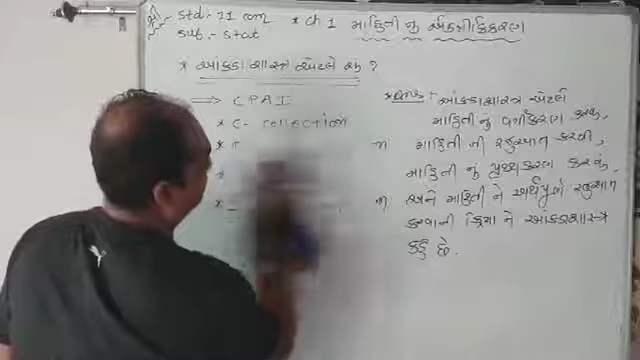 std - 11 com * ch 1 માહિતી નું એકત્રીકરણ
sub - stat
* આંકડાશાસ્ત્ર એટલે શું ?
⇒ CPAI
* C - collection
* આંકડાશાસ્ત્ર એટલે
માહિતી નું વર્ગીકરણ કરવું,
માહિતી ની રજુઆત કરવી,
માહિતી નું પૃથ્થકરણ કરવું
અને માહિતી ને અર્થપૂર્ણ રજુઆત
કરવાની ક્રિયા ને આંકડાશાસ્ત્ર
કહે છે.